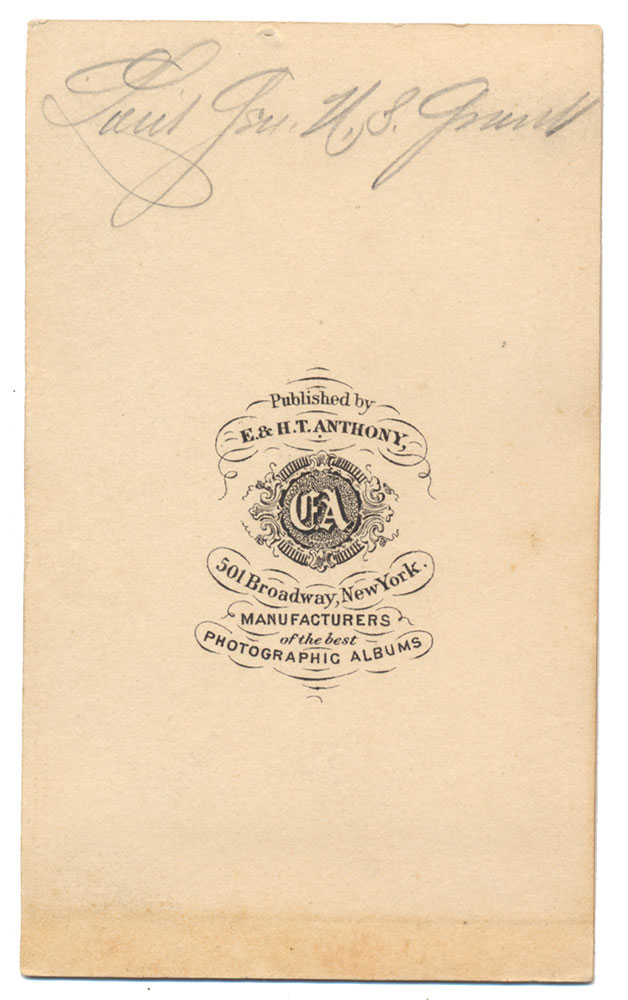 Lieut Gen. U. S. Grant
Published by
E. & H. T. ANTHONY,
EA
501 Broadway, New York.
MANUFACTURERS
of the best
PHOTOGRAPHIC ALBUMS